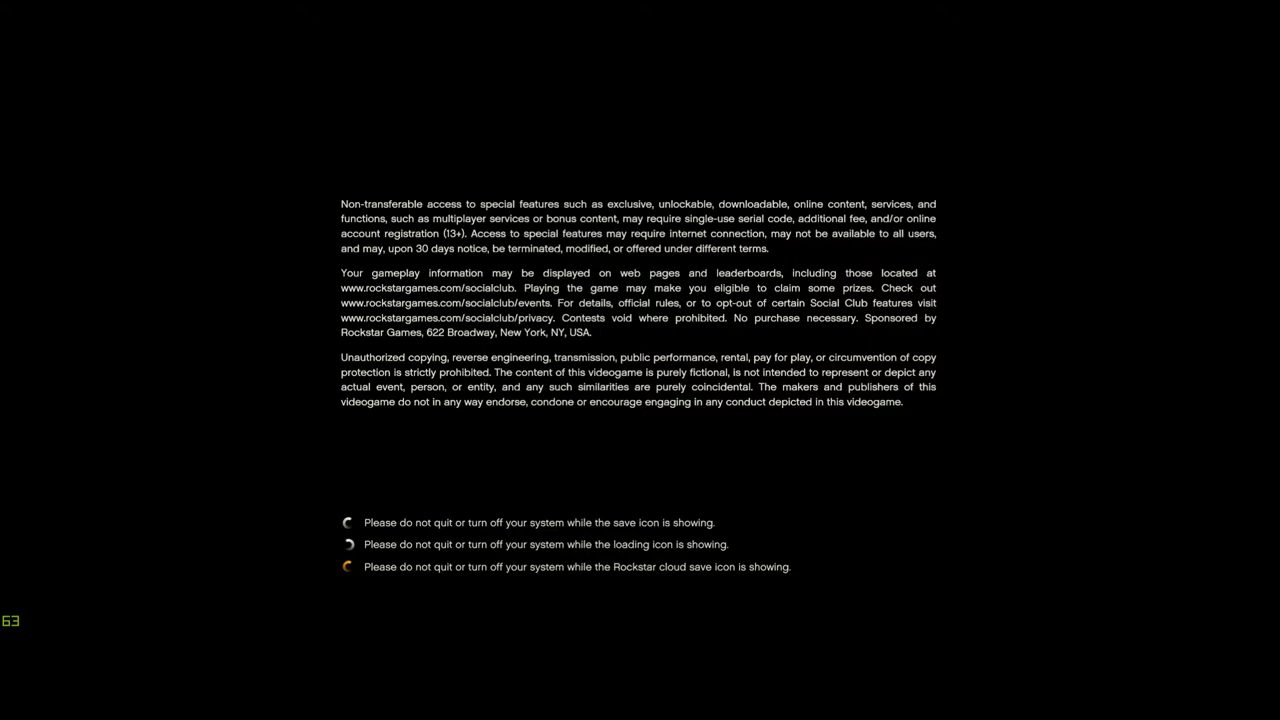 Non-transferable access to special features such as exclusive, unlockable, downloadable, online content, services, and
functions, such as multiplayer services or bonus content, may require single-use serial code, additional fee, and/or online
account registration (13+). Access to special features may require internet connection, may not be available to all users,
and may, upon 30 days notice, be terminated, modified, or offered under different terms.
Your gameplay information may be displayed on web pages and leaderboards, including those located at
www.rockstargames.com/socialclub. Playing the game may make you eligible to claim some prizes. Check out
www.rockstargames.com/socialclub/events. For details, official rules, or to opt-out of certain Social Club features visit
www.rockstargames.com/socialclub/privacy. Contests void where prohibited. No purchase necessary. Sponsored by
Rockstar Games, 622 Broadway, New York, NY, USA.
Unauthorized copying, reverse engineering, transmission, public performance, rental, pay for play, or circumvention of copy
protection is strictly prohibited. The content of this videogame is purely fictional, is not intended to represent or depict any
actual event, person, or entity, and any such similarities are purely coincidental. The makers and publishers of this
videogame do not in any way endorse, condone or encourage engaging in any conduct depicted in this videogame.
Please do not quit or turn off your system while the save icon is showing.
Please do not quit or turn off your system while the loading icon is showing.
Please do not quit or turn off your system while the Rockstar cloud save icon is showing.
63